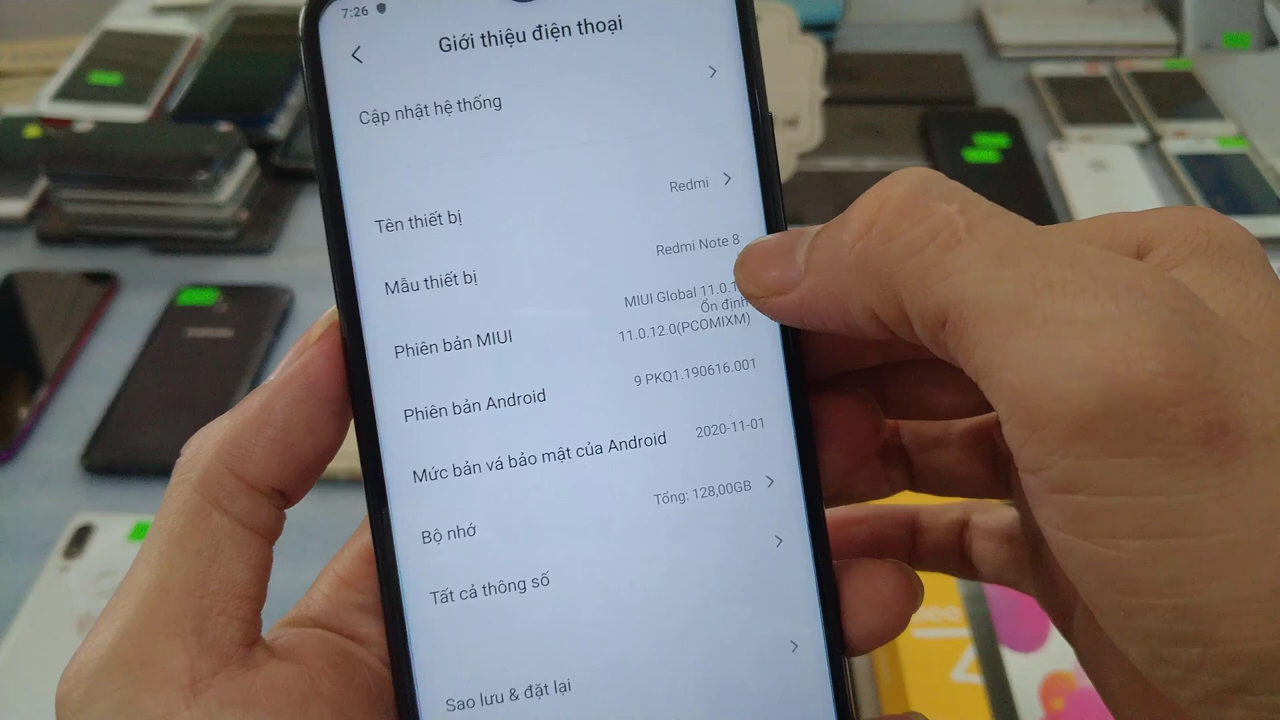 7:26
Giới thiệu điện thoại
Cập nhật hệ thống
Tên thiết bị
Redmi
Mẫu thiết bị
Redmi Note 8
Phiên bản MIUI
MIUI Global
Ổn định
11.0.12.0(PCOMIXM)
Phiên bản Android
9 PKQ1.190616.001
Mức bản vá bảo mật của Android
2020-11-01
Bộ nhớ
Tổng: 128,00GB
Tất cả thông số
Sao lưu & đặt lại